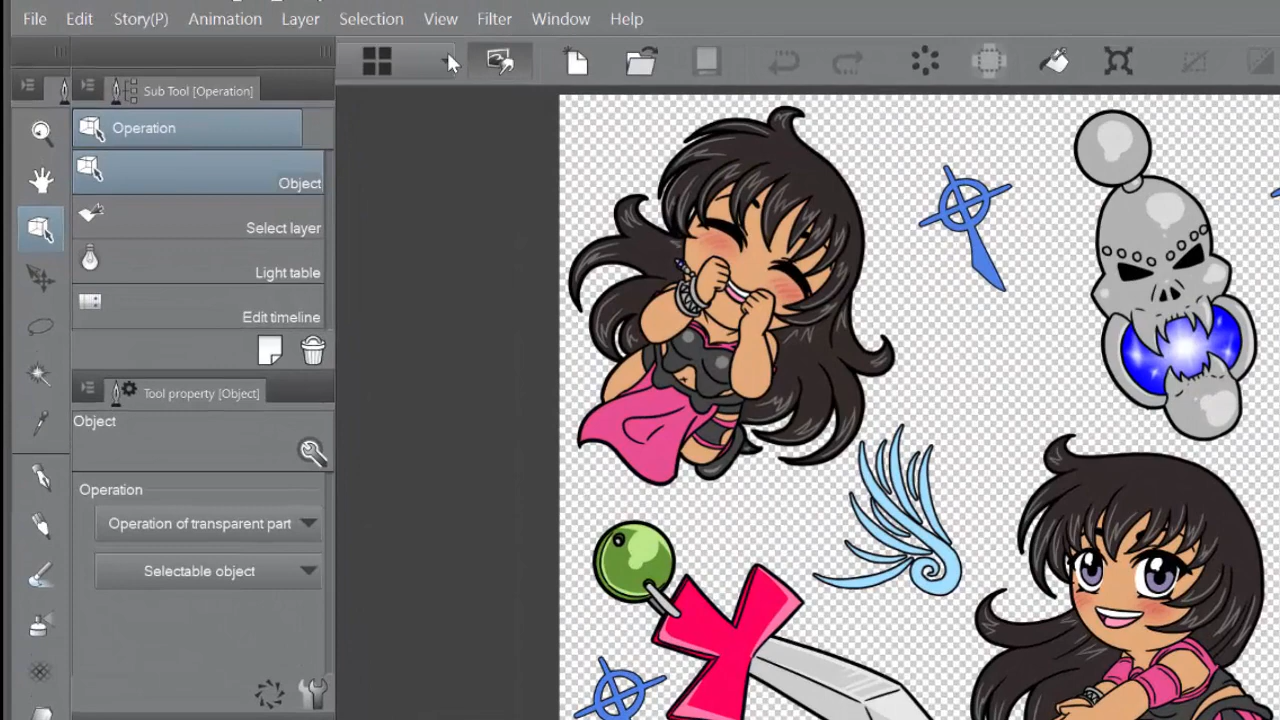 File Edit Story(P) Animation Layer Selection View Filter Window Help
Sub Tool [Operation]
Operation
Object
Select layer
Light table
Edit timeline
Tool property [Object]
Object
Operation
Operation of transparent part
Selectable object